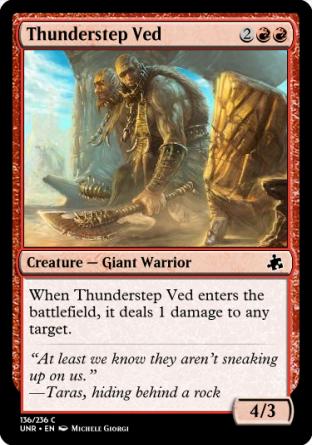 Thunderstep Ved 2
Creature — Giant Warrior
When Thunderstep Ved enters the
battlefield, it deals 1 damage to any
target.
“At least we know they aren’t sneaking
up on us.”
—Taras, hiding behind a rock
4/3
136/236 C
UNR • EN Michele Giorgi